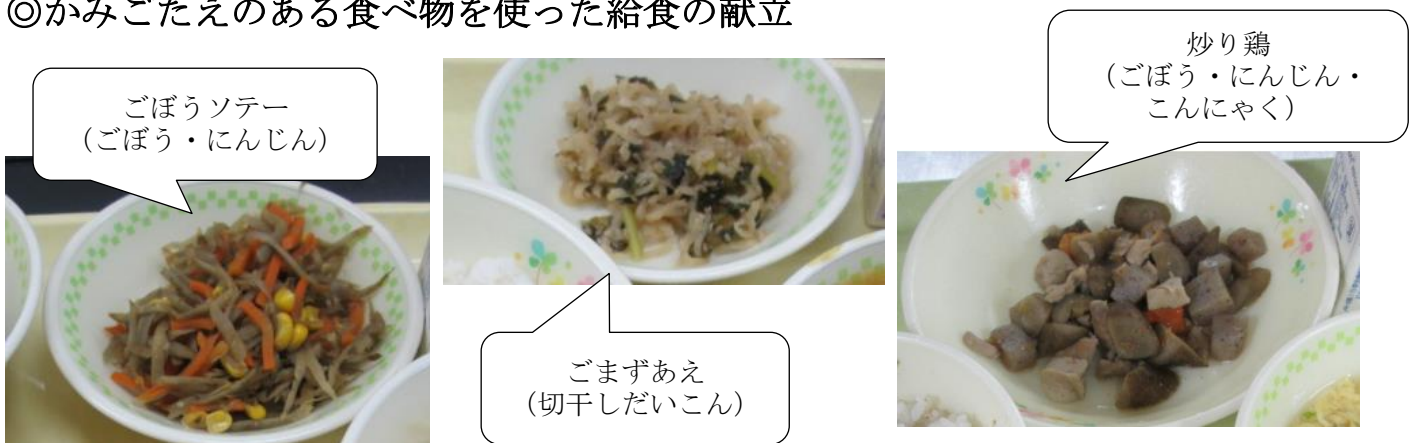 ◎かみごたえのある食べ物を使った給食の献立
ごぼうソテー
（ごぼう・にんじん）
ごまずあえ
（切干しだいこん）
炒り鶏
（ごぼう・にんじん・
こんにゃく）